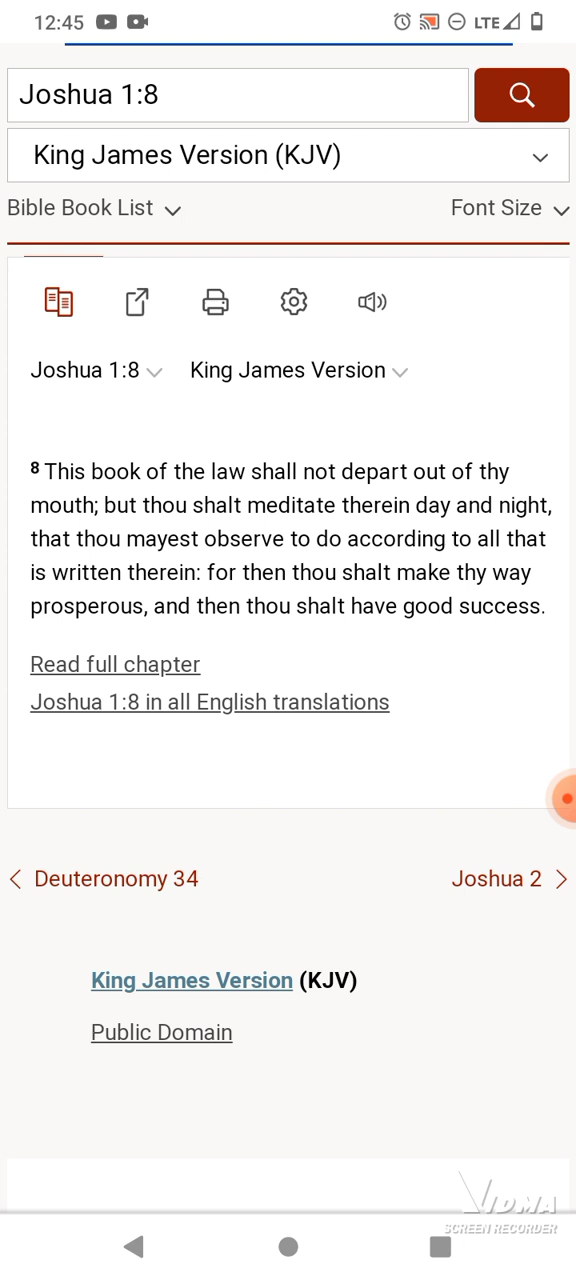 12:45 LTE
Joshua 1:8
King James Version (KJV)
Bible Book List Font Size
Joshua 1:8 King James Version
8 This book of the law shall not depart out of thy
mouth; but thou shalt meditate therein day and night,
that thou mayest observe to do according to all that
is written therein: for then thou shalt make thy way
prosperous, and then thou shalt have good success.
Read full chapter
Joshua 1:8 in all English translations
Deuteronomy 34 Joshua 2
King James Version (KJV)
Public Domain
VIDMA
SCREEN RECORDER